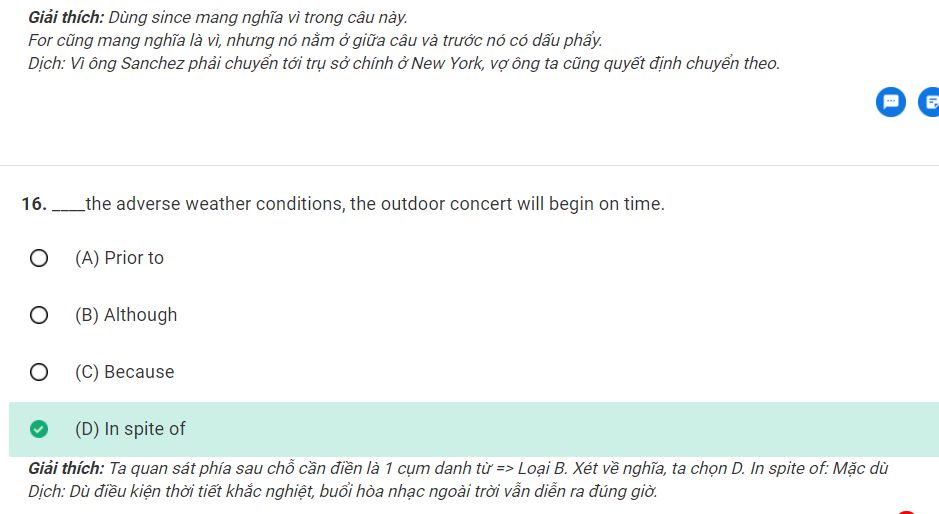 Giải thích: Dùng since mang nghĩa vì trong câu này.
For cũng mang nghĩa là vì, nhưng nó nằm ở giữa câu và trước nó có dấu phẩy.
Dịch: Vì ông Sanchez phải chuyển tới trụ sở chính ở New York, vợ ông ta cũng quyết định chuyển theo.
16. ____the adverse weather conditions, the outdoor concert will begin on time.
(A) Prior to
(B) Although
(C) Because
(D) In spite of
Giải thích: Ta quan sát phía sau chỗ cần điền là 1 cụm danh từ => Loại B. Xét về nghĩa, ta chọn D. In spite of: Mặc dù
Dịch: Dù điều kiện thời tiết khắc nghiệt, buổi hòa nhạc ngoài trời vẫn diễn ra đúng giờ.